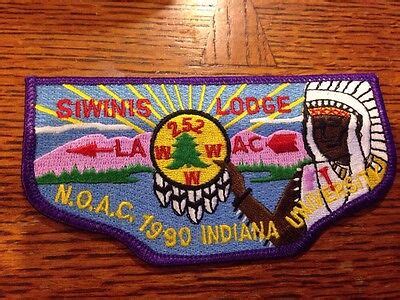 SIWINIS LODGE
252
LA AC
W W W
N.O.A.C. 1990 INDIANA UNIVERSITY